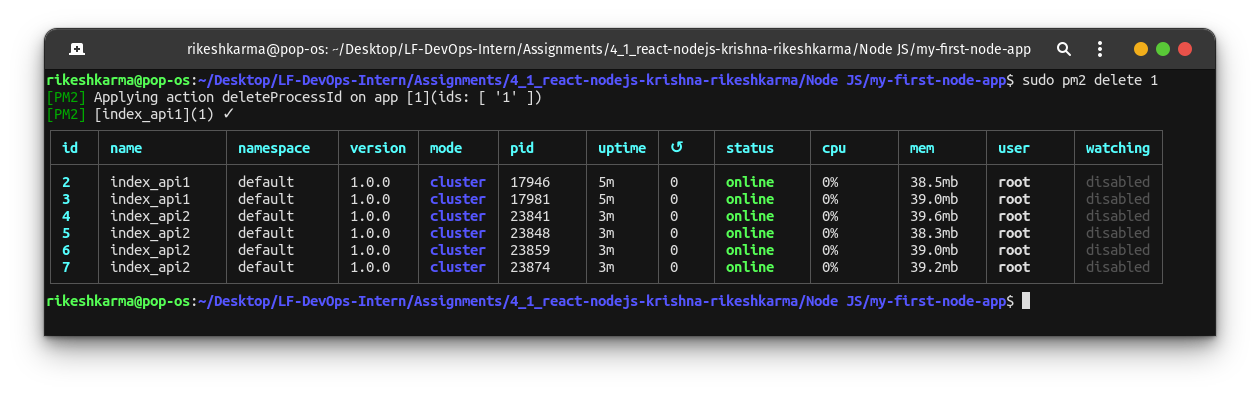 rikeshkarma@pop-os: ~/Desktop/LF-DevOps-Intern/Assignments/4_1_react-nodejs-krishna-rikeshkarma/Node JS/my-first-node-app
rikeshkarma@pop-os:~/Desktop/LF-DevOps-Intern/Assignments/4_1_react-nodejs-krishna-rikeshkarma/Node JS/my-first-node-app$ sudo pm2 delete 1
[PM2] Applying action deleteProcessId on app [1](ids: [ '1' ])
[PM2] [index_api1](1) ✓
id name namespace version mode pid uptime ↺ status cpu mem user watching
2 index_api1 default 1.0.0 cluster 17946 5m 0 online 0% 38.5mb root disabled
3 index_api1 default 1.0.0 cluster 17981 5m 0 online 0% 39.0mb root disabled
4 index_api2 default 1.0.0 cluster 23841 3m 0 online 0% 39.6mb root disabled
5 index_api2 default 1.0.0 cluster 23848 3m 0 online 0% 38.3mb root disabled
6 index_api2 default 1.0.0 cluster 23859 3m 0 online 0% 39.0mb root disabled
7 index_api2 default 1.0.0 cluster 23874 3m 0 online 0% 39.2mb root disabled
rikeshkarma@pop-os:~/Desktop/LF-DevOps-Intern/Assignments/4_1_react-nodejs-krishna-rikeshkarma/Node JS/my-first-node-app$